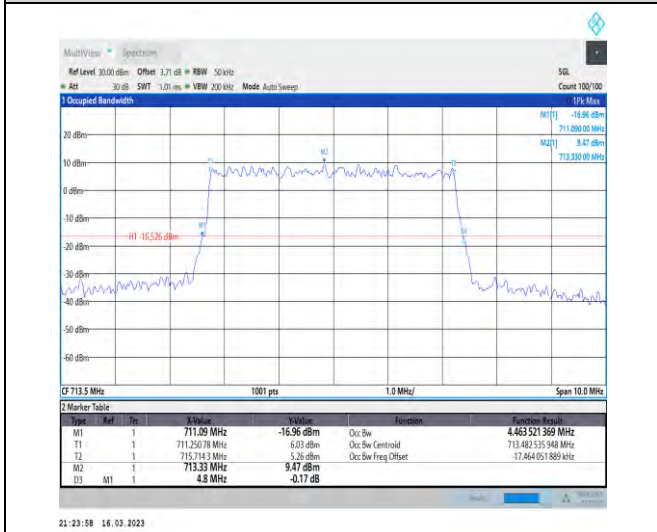 MultiView Spectrum
Ref Level 30.00 dBm Offset 3.71 dB RBW 50 kHz SGL
Att 30 dB SWT 1.01 ms VBW 200 kHz Mode Auto Sweep Count 100/100
1 Occupied Bandwidth 1Pk Max
M1[1] -16.96 dBm
711.090 00 MHz
20 dBm
M2[1] 9.47 dBm
713.330 00 MHz
M2
10 dBm
T1 T2
0 dBm
-10 dBm
M1
H1 -16.526 dBm
-20 dBm
-30 dBm
-40 dBm
-50 dBm
-60 dBm
CF 713.5 MHz 1001 pts 1.0 MHz/ Span 10.0 MHz
2 Marker Table
Type Ref Trc X-Value Y-Value Function Function Result
M1 1 711.09 MHz -16.96 dBm Occ Bw 4.463 521 369 MHz
T1 1 711.250 78 MHz 6.03 dBm Occ Bw Centroid 713.482 535 948 MHz
T2 1 715.714 3 MHz 5.26 dBm Occ Bw Freq Offset -17.464 051 889 kHz
M2 1 713.33 MHz 9.47 dBm
D3 M1 1 4.8 MHz -0.17 dB
21:23:58 16.03.2023